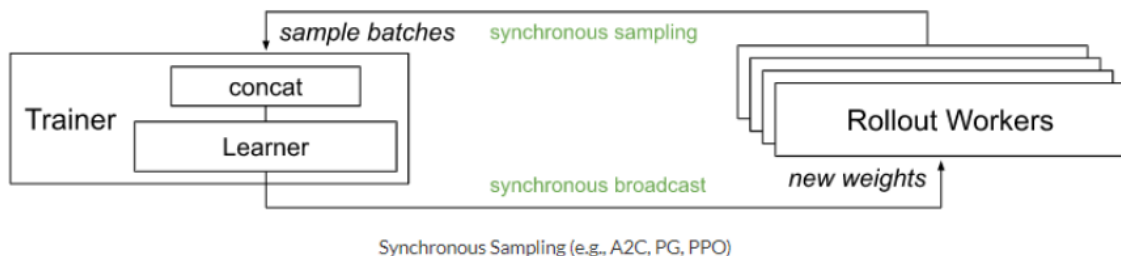 sample batches synchronous sampling
concat
Trainer
Learner
Rollout Workers
synchronous broadcast
new weights
Synchronous Sampling (e.g., A2C, PG, PPO)